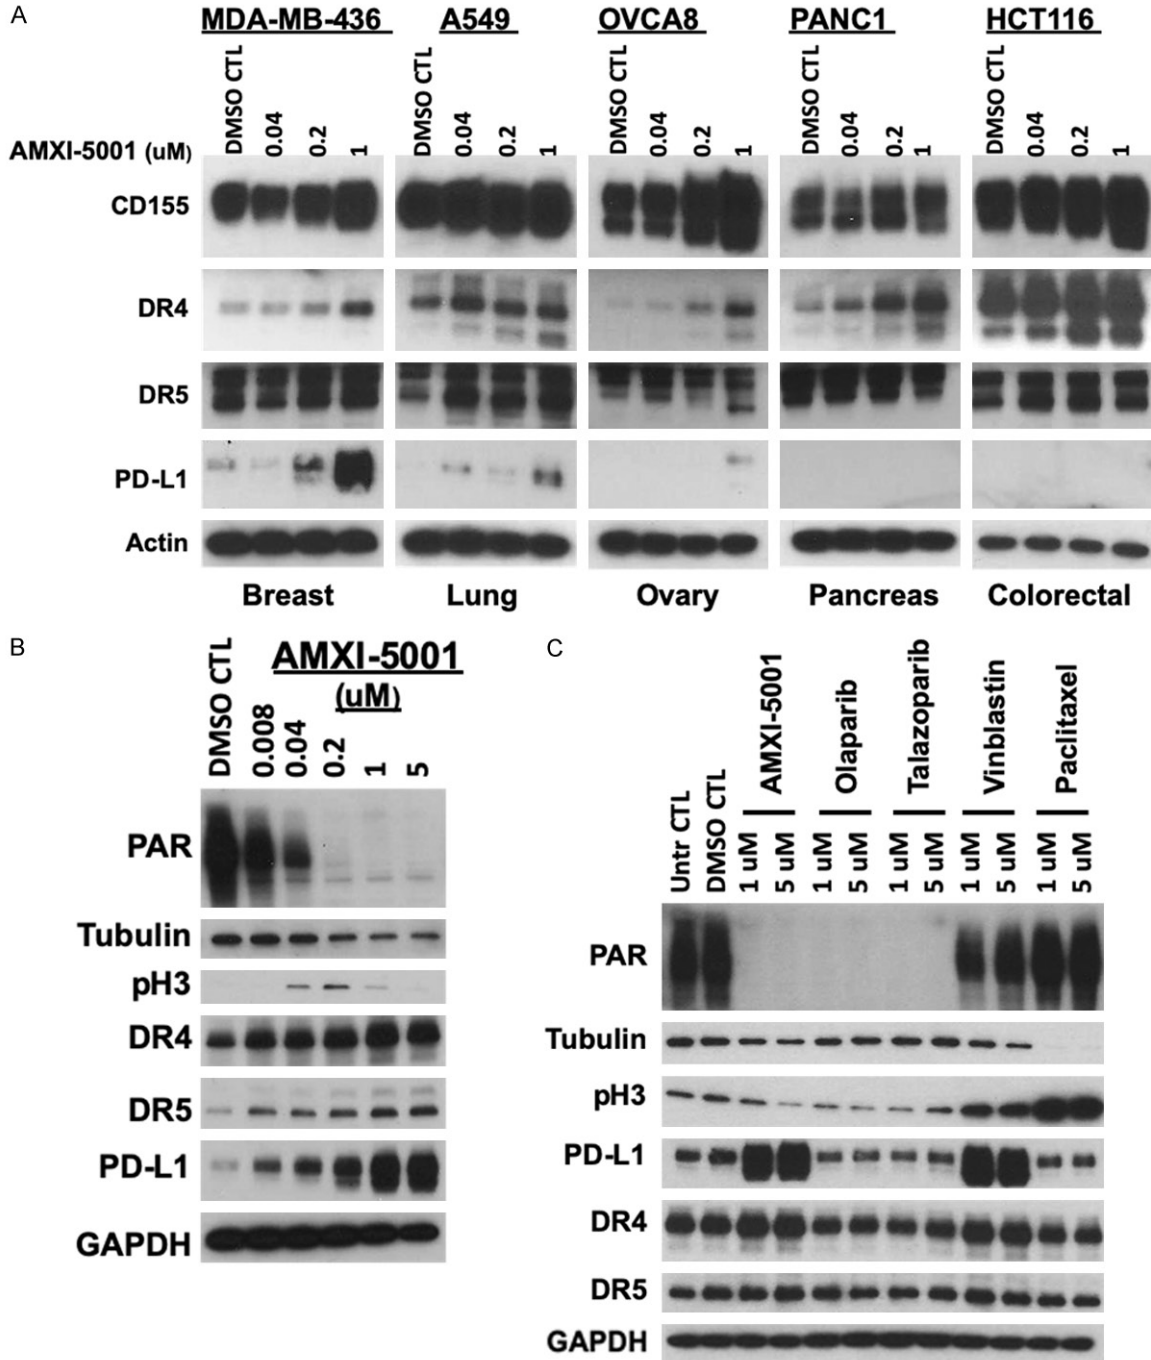 A
MDA-MB-436 A549 OVCA8 PANC1 HCT116
AMXI-5001 (uM) DMSO CTL 0.04 0.2 1 DMSO CTL 0.04 0.2 1 DMSO CTL 0.04 0.2 1 DMSO CTL 0.04 0.2 1 DMSO CTL 0.04 0.2 1
CD155
DR4
DR5
PD-L1
Actin
Breast Lung Ovary Pancreas Colorectal
B
AMXI-5001
(uM)
DMSO CTL 0.008 0.04 0.2 1 5
PAR
Tubulin
pH3
DR4
DR5
PD-L1
GAPDH
C
AMXI-5001 Olaparib Talazoparib Vinblastin Paclitaxel
Untr CTL DMSO CTL 1 uM 5 uM 1 uM 5 uM 1 uM 5 uM 1 uM 5 uM 1 uM 5 uM
PAR
Tubulin
pH3
PD-L1
DR4
DR5
GAPDH